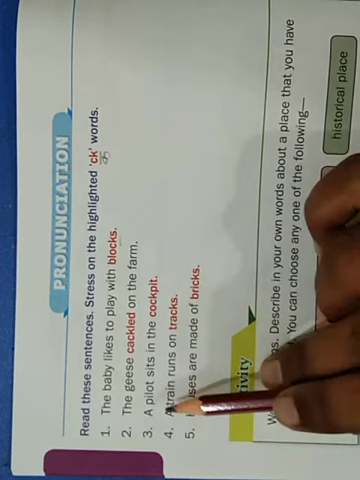 PRONUNCIATION
Read these sentences. Stress on the highlighted 'ck' words.
क
1. The baby likes to play with blocks.
2. The geese cackled on the farm.
3. A pilot sits in the cockpit.
4. A train runs on tracks.
5. uses are made of bricks.
tivity
gs. Describe in your own words about a place that you have
You can choose any one of the following—
historical place